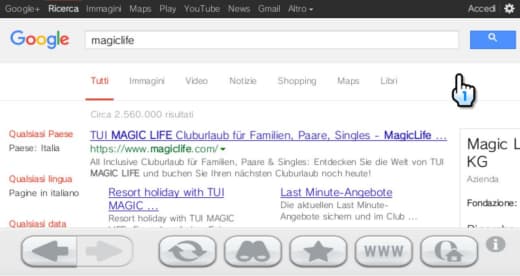 Google+ Ricerca Immagini Maps Play YouTube News Gmail Altro Accedi
Google magiclife
Tutti Immagini Video Notizie Shopping Maps Libri
1
Circa 2.560.000 risultati
Qualsiasi Paese
Paese: Italia
Qualsiasi lingua
Pagine in italiano
Qualsiasi data
TUI MAGIC LIFE Cluburlaub für Familien, Paare, Singles - MagicLife ...
https://www.magiclife.com/
All Inclusive Cluburlaub für Familien, Paare & Singles: Entdecken Sie die Welt von TUI
MAGIC LIFE und buchen Sie Ihren nächsten Cluburlaub noch heute!
Resort holiday with TUI
MAGIC ...
Resort holiday with TUI MAGIC
Last Minute-Angebote
Die aktuellen Last Minute-
Angebote sichern und im Club ...
Magic L
KG
Azienda
Fondazione:
WWW